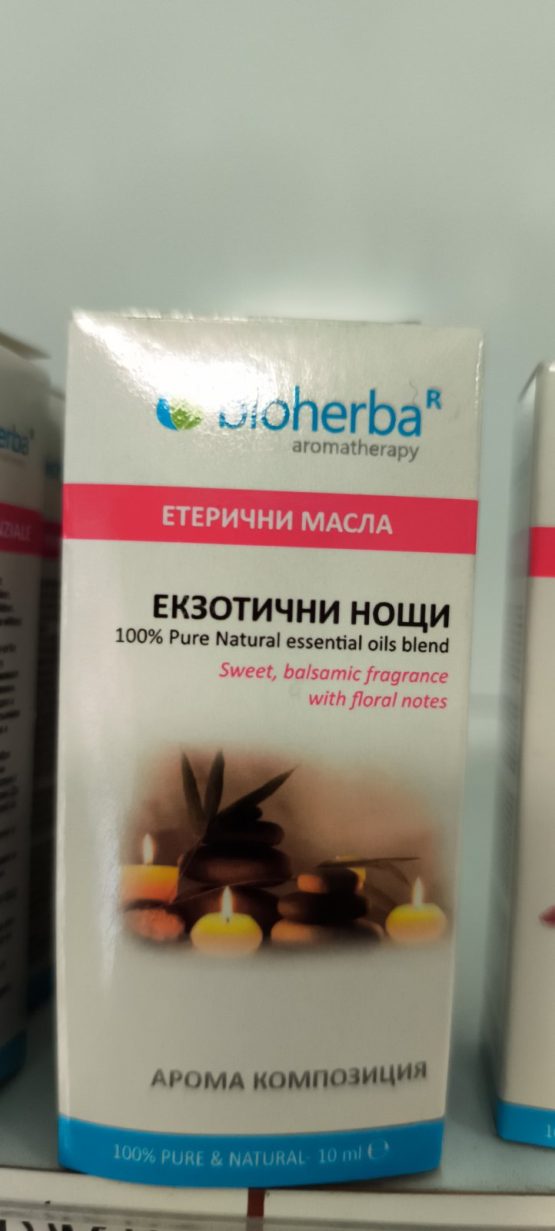 bioherba R
aromatherapy
ЕТЕРИЧНИ МАСЛА
ЕКЗОТИЧНИ НОЩИ
100% Pure Natural essential oils blend
Sweet, balsamic fragrance
with floral notes
АРОМА КОМПОЗИЦИЯ
100% PURE & NATURAL 10 ml ℮